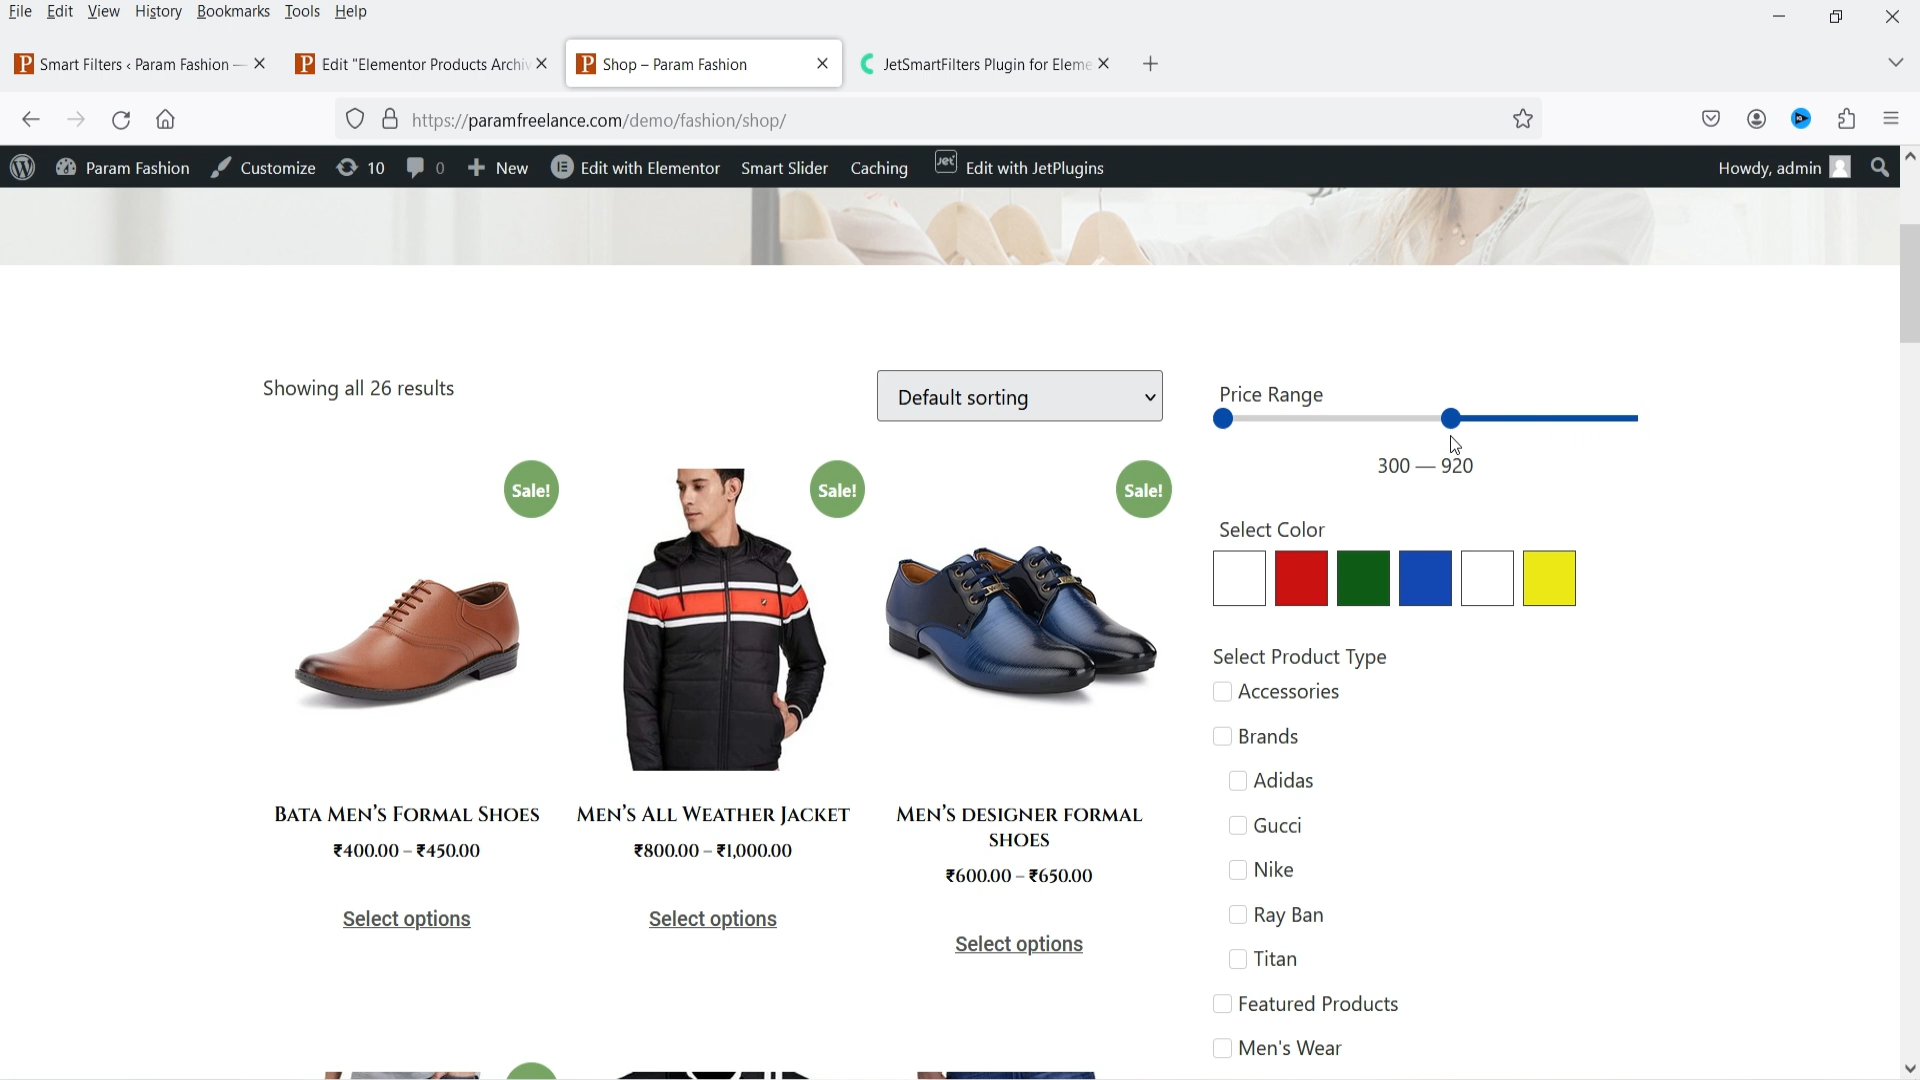 File Edit View History Bookmarks Tools Help
Smart Filters ‹ Param Fashion — Edit "Elementor Products Archiv Shop – Param Fashion JetSmartFilters Plugin for Eleme
https://paramfreelance.com/demo/fashion/shop/
Param Fashion Customize 10 0 New Edit with Elementor Smart Slider Caching Jet Edit with JetPlugins Howdy, admin
Showing all 26 results
Default sorting
Price Range
300 — 920
Sale! Sale! Sale!
Select Color
Select Product Type
Accessories
Brands
Adidas
Gucci
Nike
Ray Ban
Titan
Featured Products
Men's Wear
Bata Men’s Formal Shoes
₹400.00 – ₹450.00
Select options
Men’s All Weather Jacket
₹800.00 – ₹1,000.00
Select options
Men’s designer formal
shoes
₹600.00 – ₹650.00
Select options